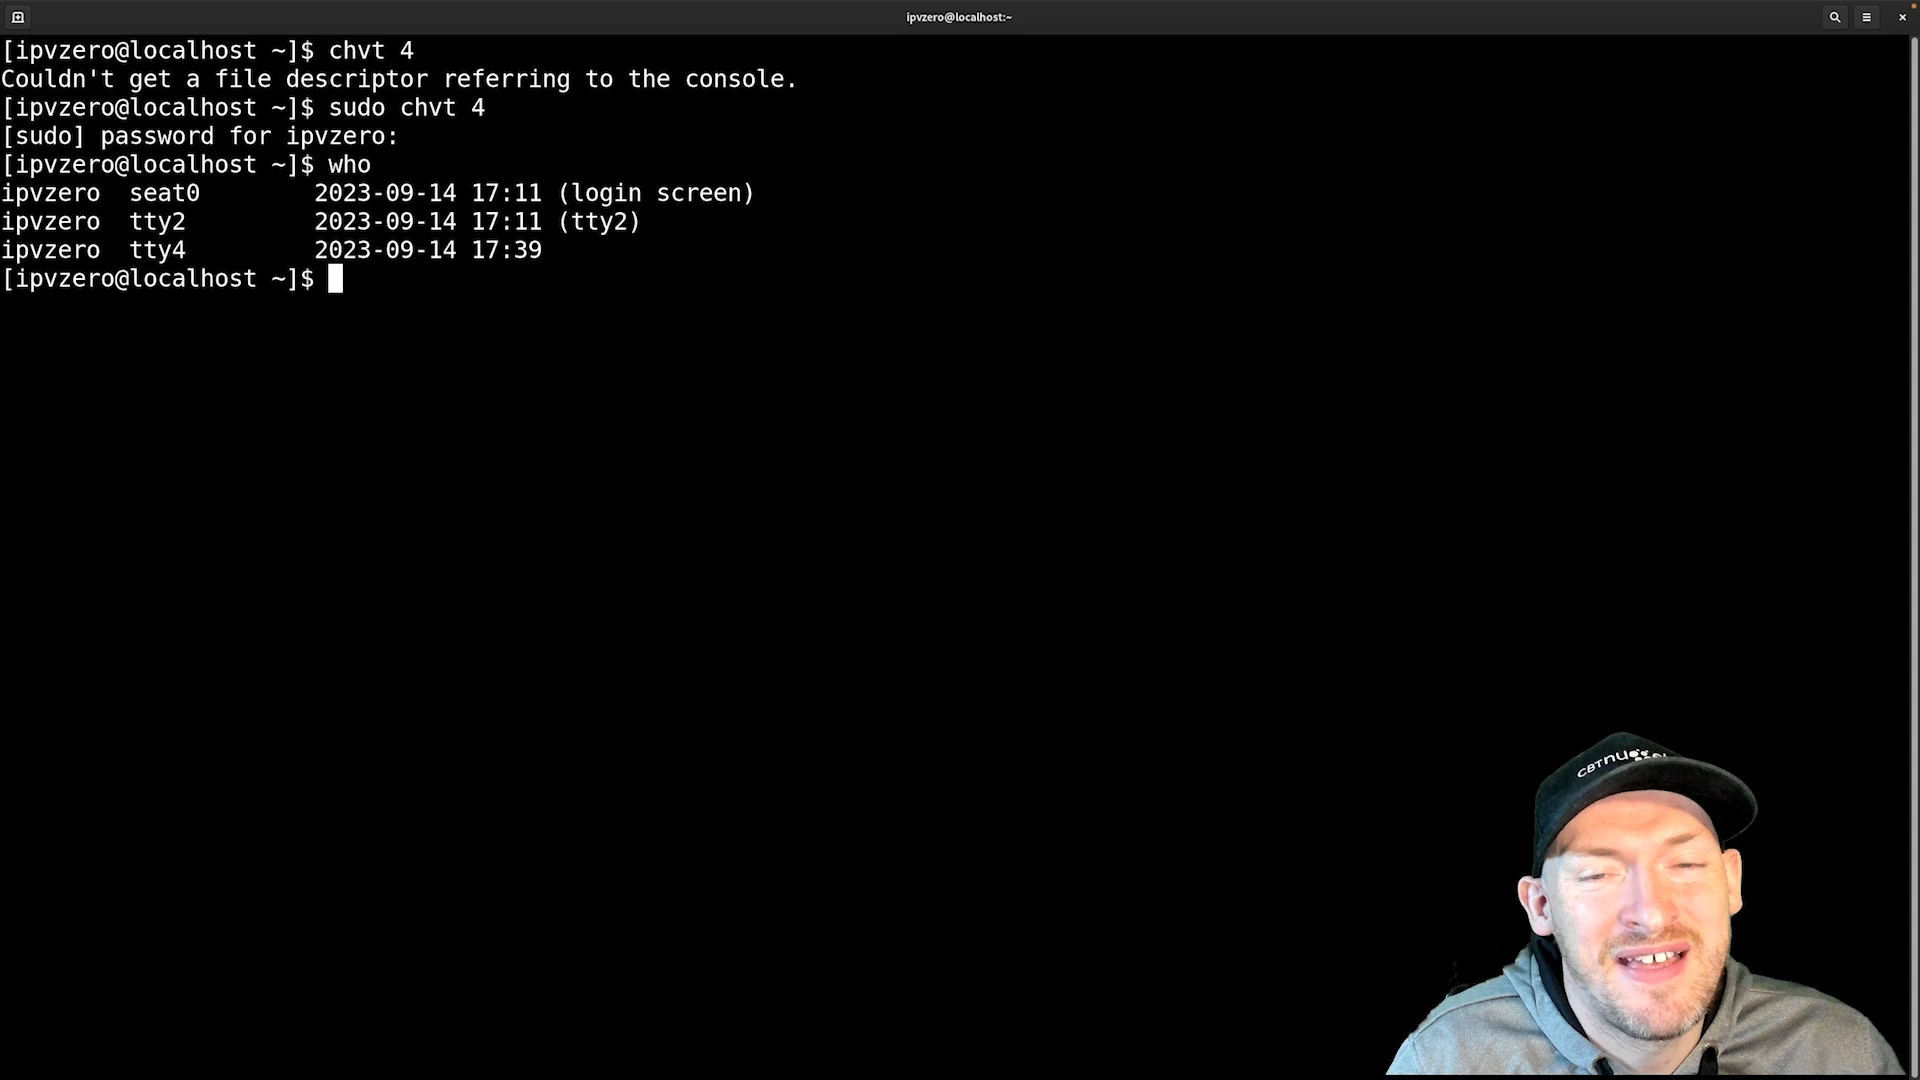 ipvzero@localhost:~
[ipvzero@localhost ~]$ chvt 4
Couldn't get a file descriptor referring to the console.
[ipvzero@localhost ~]$ sudo chvt 4
[sudo] password for ipvzero:
[ipvzero@localhost ~]$ who
ipvzero  seat0        2023-09-14 17:11 (login screen)
ipvzero  tty2         2023-09-14 17:11 (tty2)
ipvzero  tty4         2023-09-14 17:39
[ipvzero@localhost ~]$
CBTnuggets